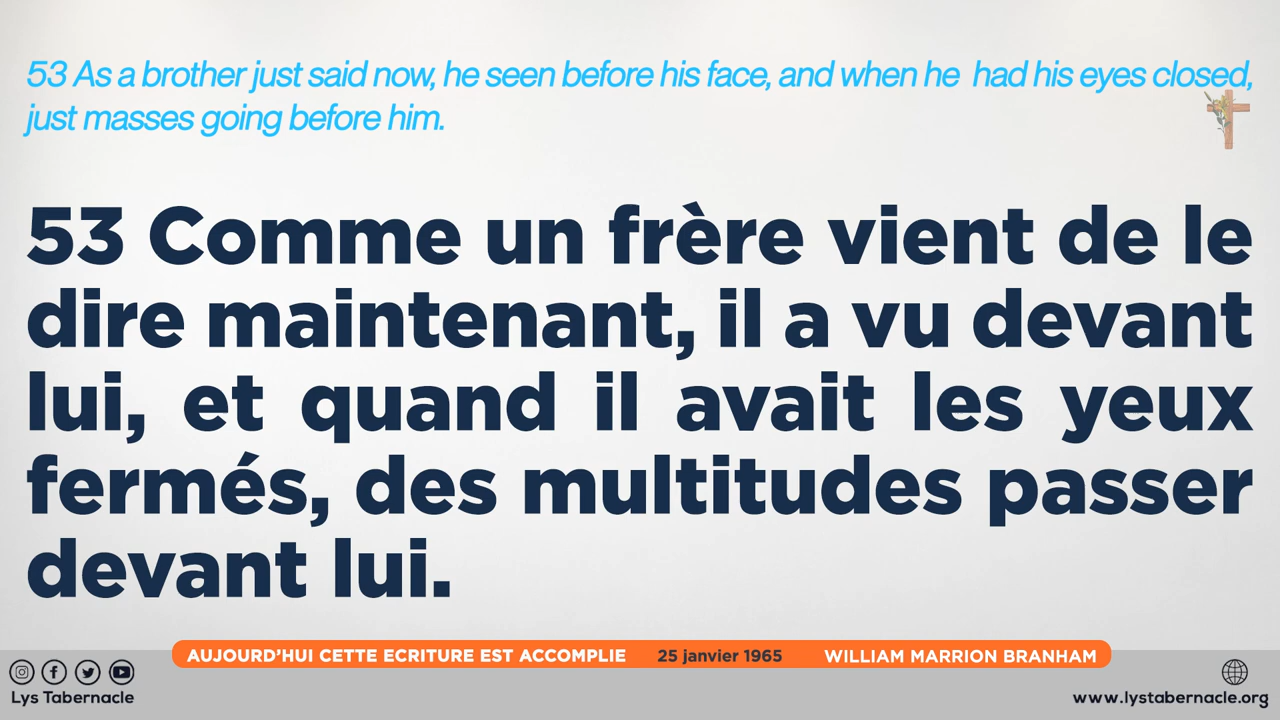 53 As a brother just said now, he seen before his face, and when he had his eyes closed,
just masses going before him.
53 Comme un frère vient de le
dire maintenant, il a vu devant
lui, et quand il avait les yeux
fermés, des multitudes passer
devant lui.
AUJOURD'HUI CETTE ECRITURE EST ACCOMPLIE 25 janvier 1965 WILLIAM MARRION BRANHAM
Lys Tabernacle
www.lystabernacle.org